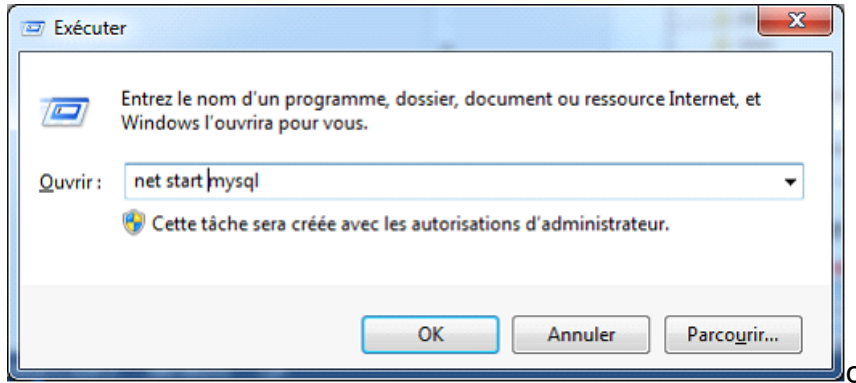 Exécuter
Entrez le nom d'un programme, dossier, document ou ressource Internet, et
Windows l'ouvrira pour vous.
Ouvrir : net start mysql
Cette tâche sera créée avec les autorisations d'administrateur.
OK Annuler Parcourir...